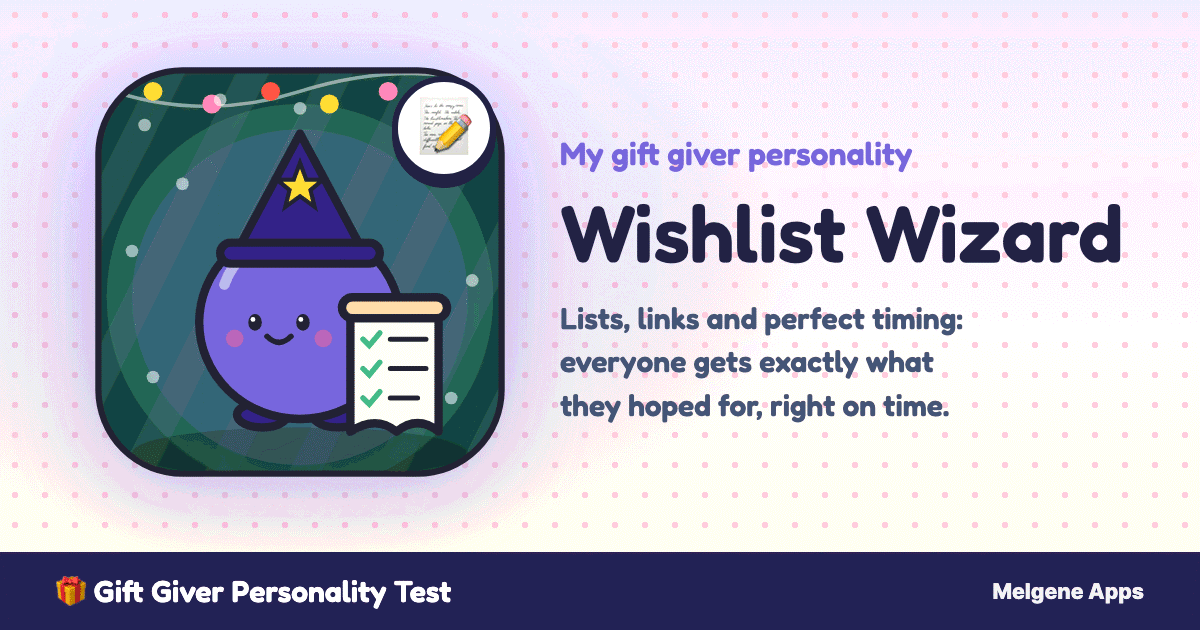 My gift giver personality
Wishlist Wizard
Lists, links and perfect timing:
everyone gets exactly what
they hoped for, right on time.
Gift Giver Personality Test
Melgene Apps